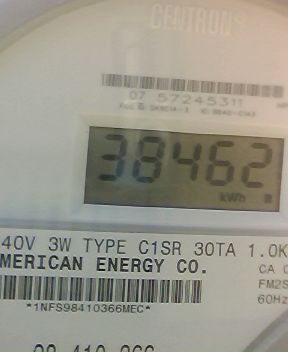 CENTRON
07 57245311
38462
kWh
40V 3W TYPE C1SR 30TA 1.0K
MERICAN ENERGY CO.
CA
FM2S
60Hz
*1NFS98410366MEC*